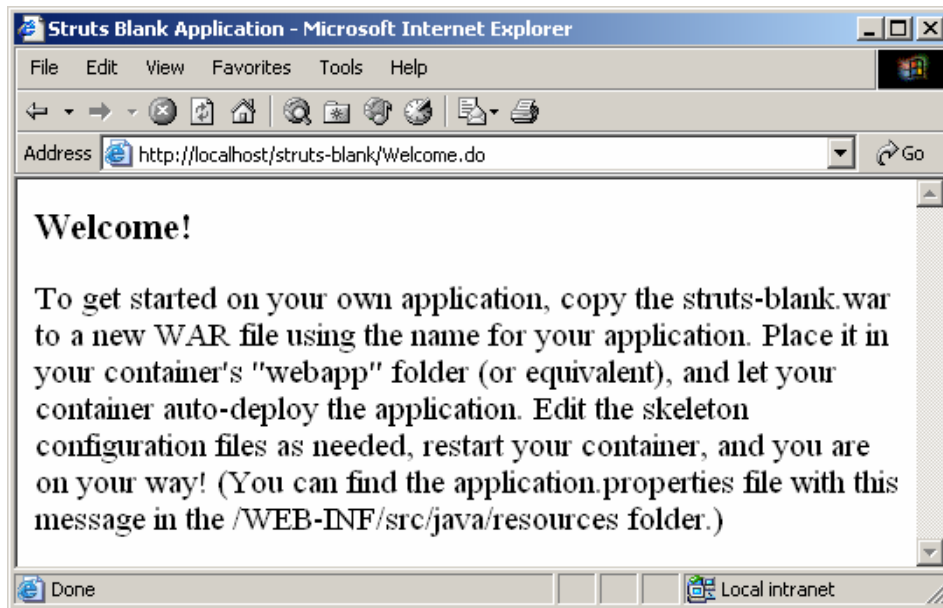 Struts Blank Application - Microsoft Internet Explorer
File Edit View Favorites Tools Help
Address http://localhost/struts-blank/Welcome.do Go
Welcome!
To get started on your own application, copy the struts-blank.war
to a new WAR file using the name for your application. Place it in
your container's "webapp" folder (or equivalent), and let your
container auto-deploy the application. Edit the skeleton
configuration files as needed, restart your container, and you are
on your way! (You can find the application.properties file with this
message in the /WEB-INF/src/java/resources folder.)
Done Local intranet